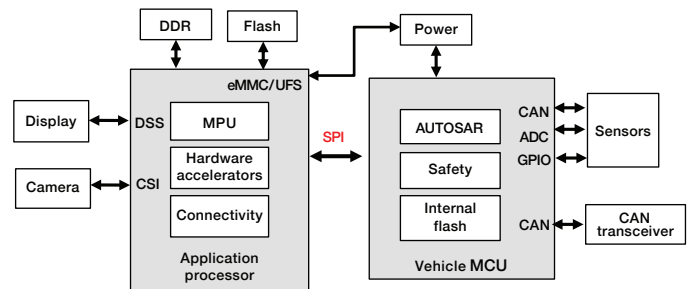 DDR
Flash
Power
eMMC/UFS
Display
DSS
MPU
Camera
CSI
Hardware
accelerators
Connectivity
Application
processor
SPI
AUTOSAR
Safety
Internal
flash
Vehicle MCU
CAN
ADC
GPIO
Sensors
CAN
CAN
transceiver